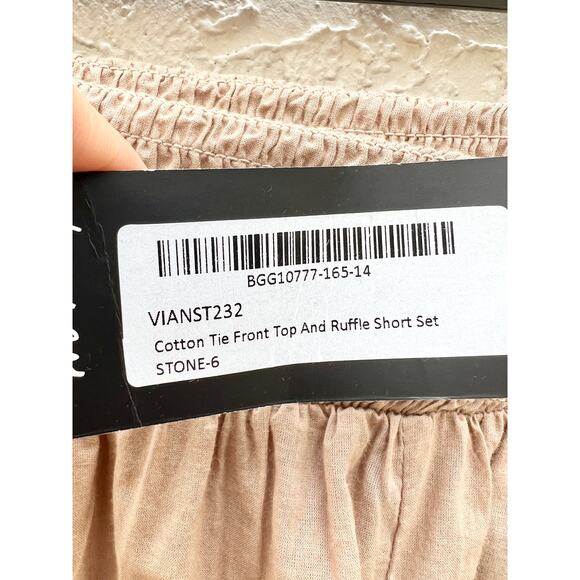 BGG10777-165-14
VIANST232
Cotton Tie Front Top And Ruffle Short Set
STONE-6